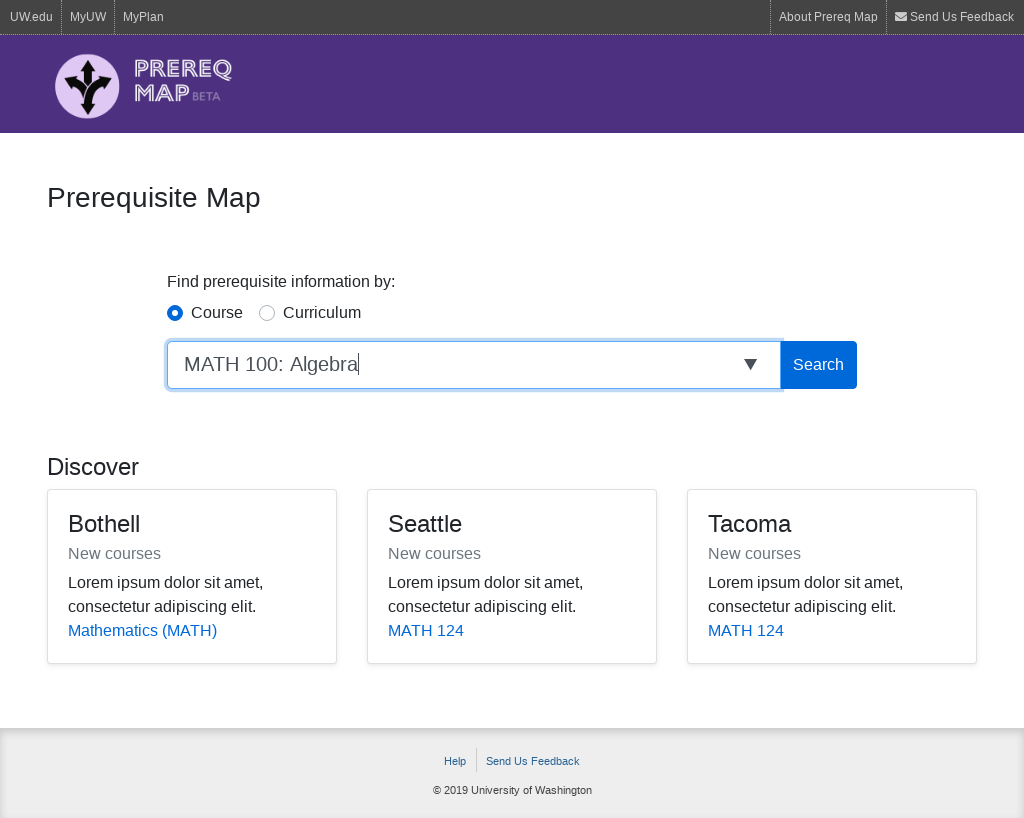 UW.edu MyUW MyPlan About Prereq Map Send Us Feedback
PREREQ
MAP BETA
Prerequisite Map
Find prerequisite information by:
Course Curriculum
MATH 100: Algebra Search
Discover
Bothell
New courses
Lorem ipsum dolor sit amet,
consectetur adipiscing elit.
Mathematics (MATH)
Seattle
New courses
Lorem ipsum dolor sit amet,
consectetur adipiscing elit.
MATH 124
Tacoma
New courses
Lorem ipsum dolor sit amet,
consectetur adipiscing elit.
MATH 124
Help Send Us Feedback
© 2019 University of Washington